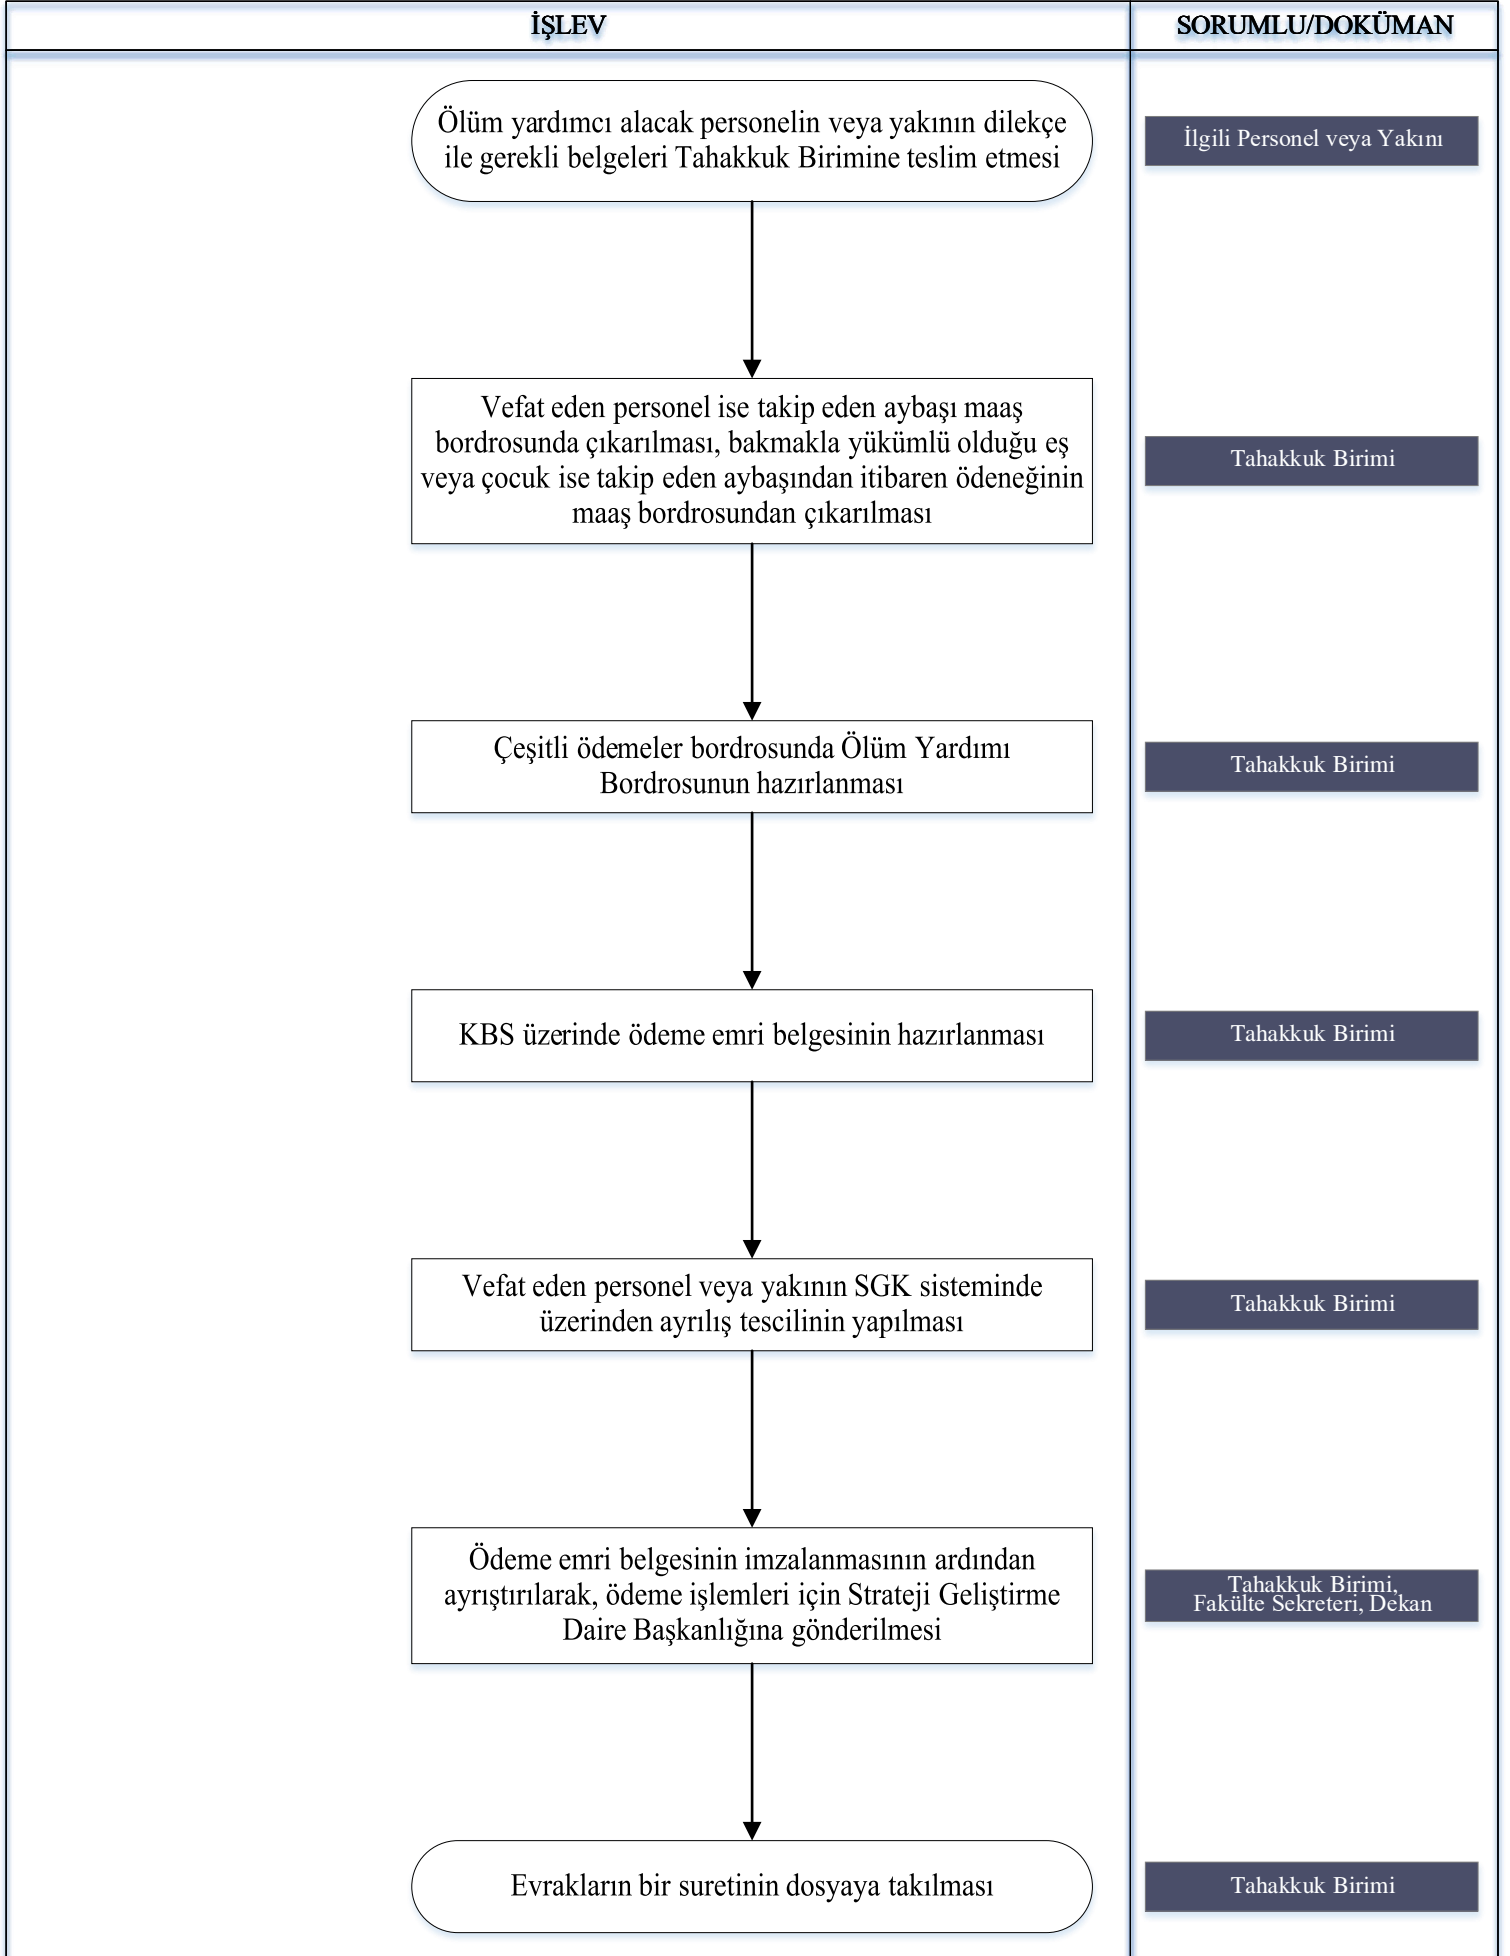 İŞLEV
SORUMLU/DOKÜMAN
Ölüm yardımcı alacak personelin veya yakının dilekçe
ile gerekli belgeleri Tahakkuk Birimine teslim etmesi
İlgili Personel veya Yakını
Vefat eden personel ise takip eden aybaşı maaş
bordrosunda çıkarılması, bakmakla yükümlü olduğu eş
veya çocuk ise takip eden aybaşından itibaren ödeneğinin
maaş bordrosundan çıkarılması
Tahakkuk Birimi
Çeşitli ödemeler bordrosunda Ölüm Yardımı
Bordrosunun hazırlanması
Tahakkuk Birimi
KBS üzerinde ödeme emri belgesinin hazırlanması
Tahakkuk Birimi
Vefat eden personel veya yakının SGK sisteminde
üzerinden ayrılış tescilinin yapılması
Tahakkuk Birimi
Ödeme emri belgesinin imzalanmasının ardından
ayrıştırılarak, ödeme işlemleri için Strateji Geliştirme
Daire Başkanlığına gönderilmesi
Tahakkuk Birimi,
Fakülte Sekreteri, Dekan
Evrakların bir suretinin dosyaya takılması
Tahakkuk Birimi